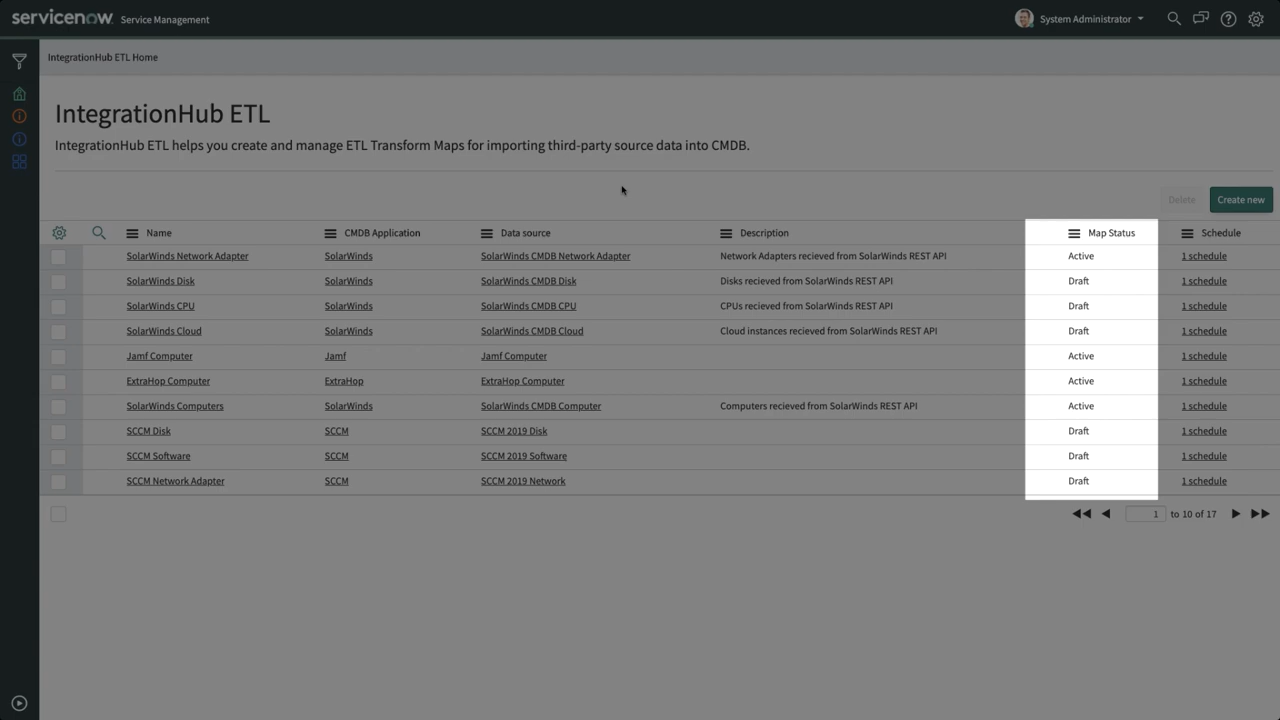 servicenow Service Management System Administrator
IntegrationHub ETL Home
IntegrationHub ETL
IntegrationHub ETL helps you create and manage ETL Transform Maps for importing third-party source data into CMDB.
Delete Create new
Name CMDB Application Data source Description Map Status Schedule
SolarWinds Network Adapter SolarWinds SolarWinds CMDB Network Adapter Network Adapters recieved from SolarWinds REST API Active 1 schedule
SolarWinds Disk SolarWinds SolarWinds CMDB Disk Disks recieved from SolarWinds REST API Draft 1 schedule
SolarWinds CPU SolarWinds SolarWinds CMDB CPU CPUs recieved from SolarWinds REST API Draft 1 schedule
SolarWinds Cloud SolarWinds SolarWinds CMDB Cloud Cloud instances recieved from SolarWinds REST API Draft 1 schedule
Jamf Computer Jamf Jamf Computer Active 1 schedule
ExtraHop Computer ExtraHop ExtraHop Computer Active 1 schedule
SolarWinds Computers SolarWinds SolarWinds CMDB Computer Computers recieved from SolarWinds REST API Active 1 schedule
SCCM Disk SCCM SCCM 2019 Disk Draft 1 schedule
SCCM Software SCCM SCCM 2019 Software Draft 1 schedule
SCCM Network Adapter SCCM SCCM 2019 Network Draft 1 schedule
1 to 10 of 17